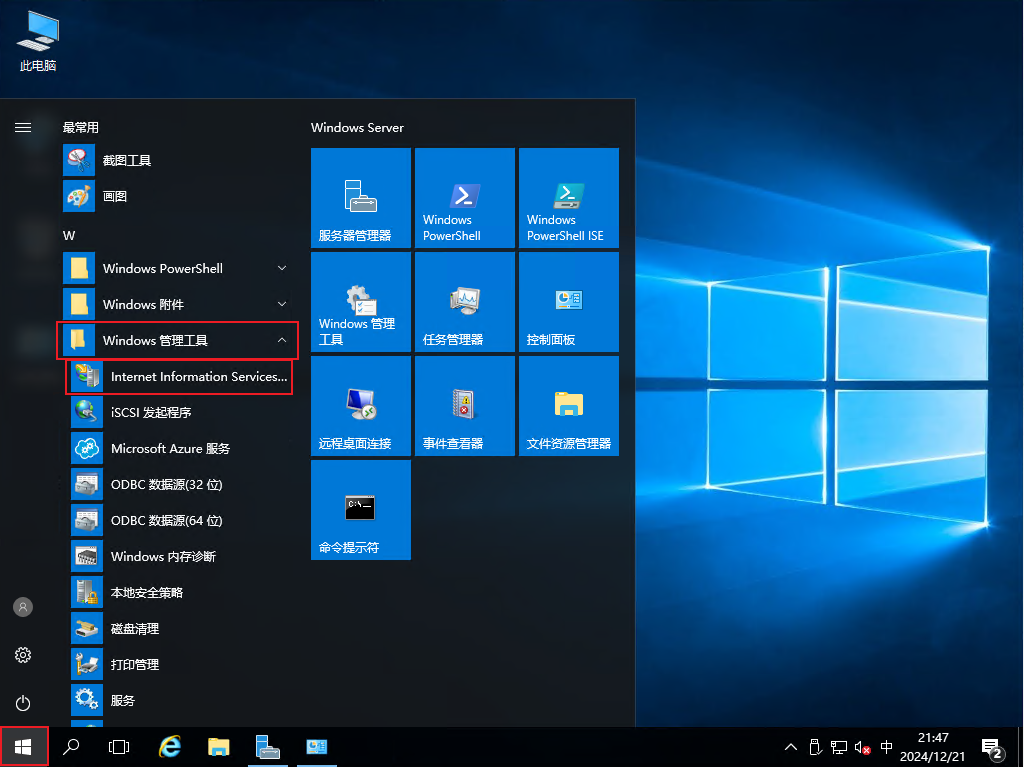 此电脑
最常用
截图工具
画图
W
Windows PowerShell
Windows 附件
Windows 管理工具
Internet Information Services...
iSCSI 发起程序
Microsoft Azure 服务
ODBC 数据源(32 位)
ODBC 数据源(64 位)
Windows 内存诊断
本地安全策略
磁盘清理
打印管理
服务
Windows Server
服务器管理器
Windows
PowerShell
Windows
PowerShell ISE
Windows 管理
工具
任务管理器
控制面板
远程桌面连接
事件查看器
文件资源管理器
C:\_
命令提示符
中
21:47
2024/12/21
2